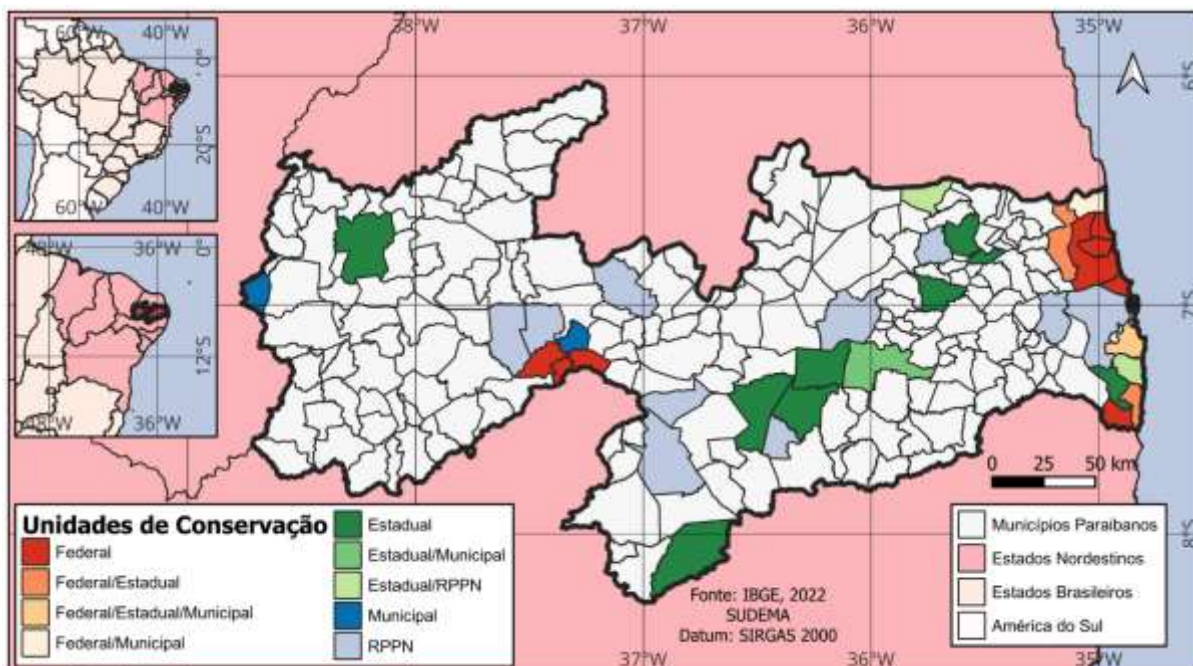 38°W
37°W
36°W
35°W
6°S
7°S
8°S
37°W
36°W
35°W
60°W
40°W
0°
20°S
60°W
40°W
48°W
36°W
0°
12°S
48°W
36°W
0
25
50 km
Unidades de Conservação
Federal
Federal/Estadual
Federal/Estadual/Municipal
Federal/Municipal
Estadual
Estadual/Municipal
Estadual/RPPN
Municipal
RPPN
Fonte: IBGE, 2022
SUDEMA
Datum: SIRGAS 2000
Municípios Paraibanos
Estados Nordestinos
Estados Brasileiros
América do Sul